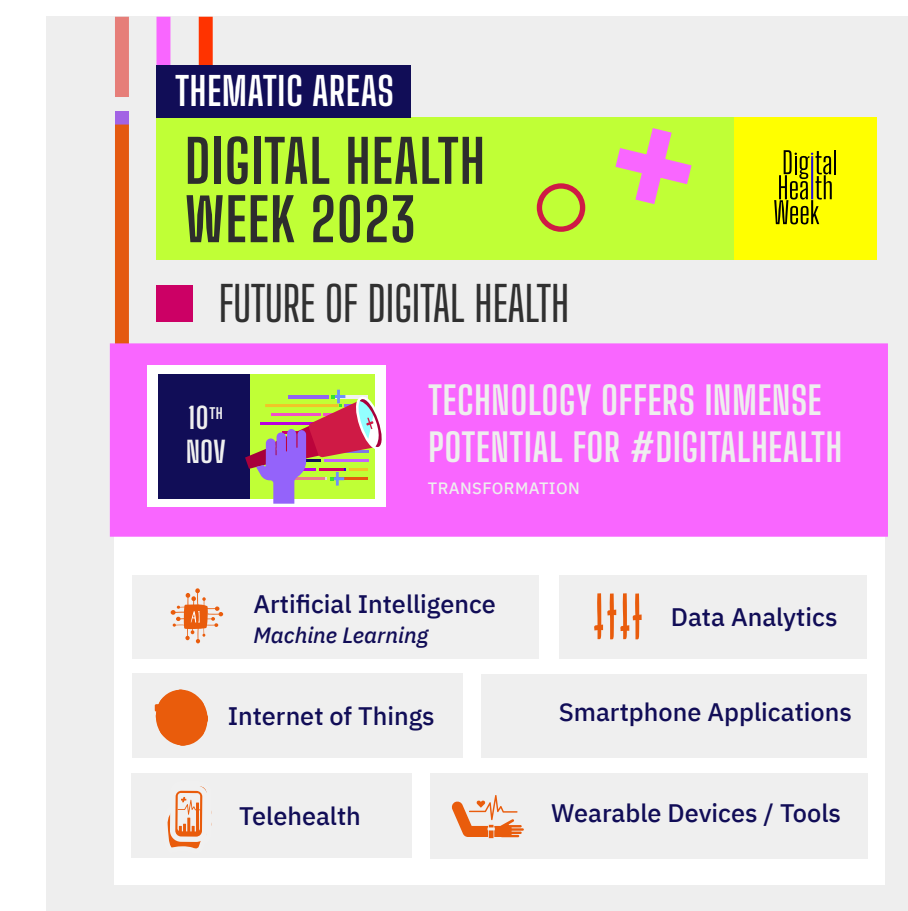 THEMATIC AREAS
DIGITAL HEALTH
WEEK 2023
Digital
Health
Week
FUTURE OF DIGITAL HEALTH
10TH
NOV
TECHNOLOGY OFFERS INMENSE
POTENTIAL FOR #DIGITALHEALTH
TRANSFORMATION
AI
Artificial Intelligence
Machine Learning
Data Analytics
Internet of Things
Smartphone Applications
Telehealth
Wearable Devices / Tools